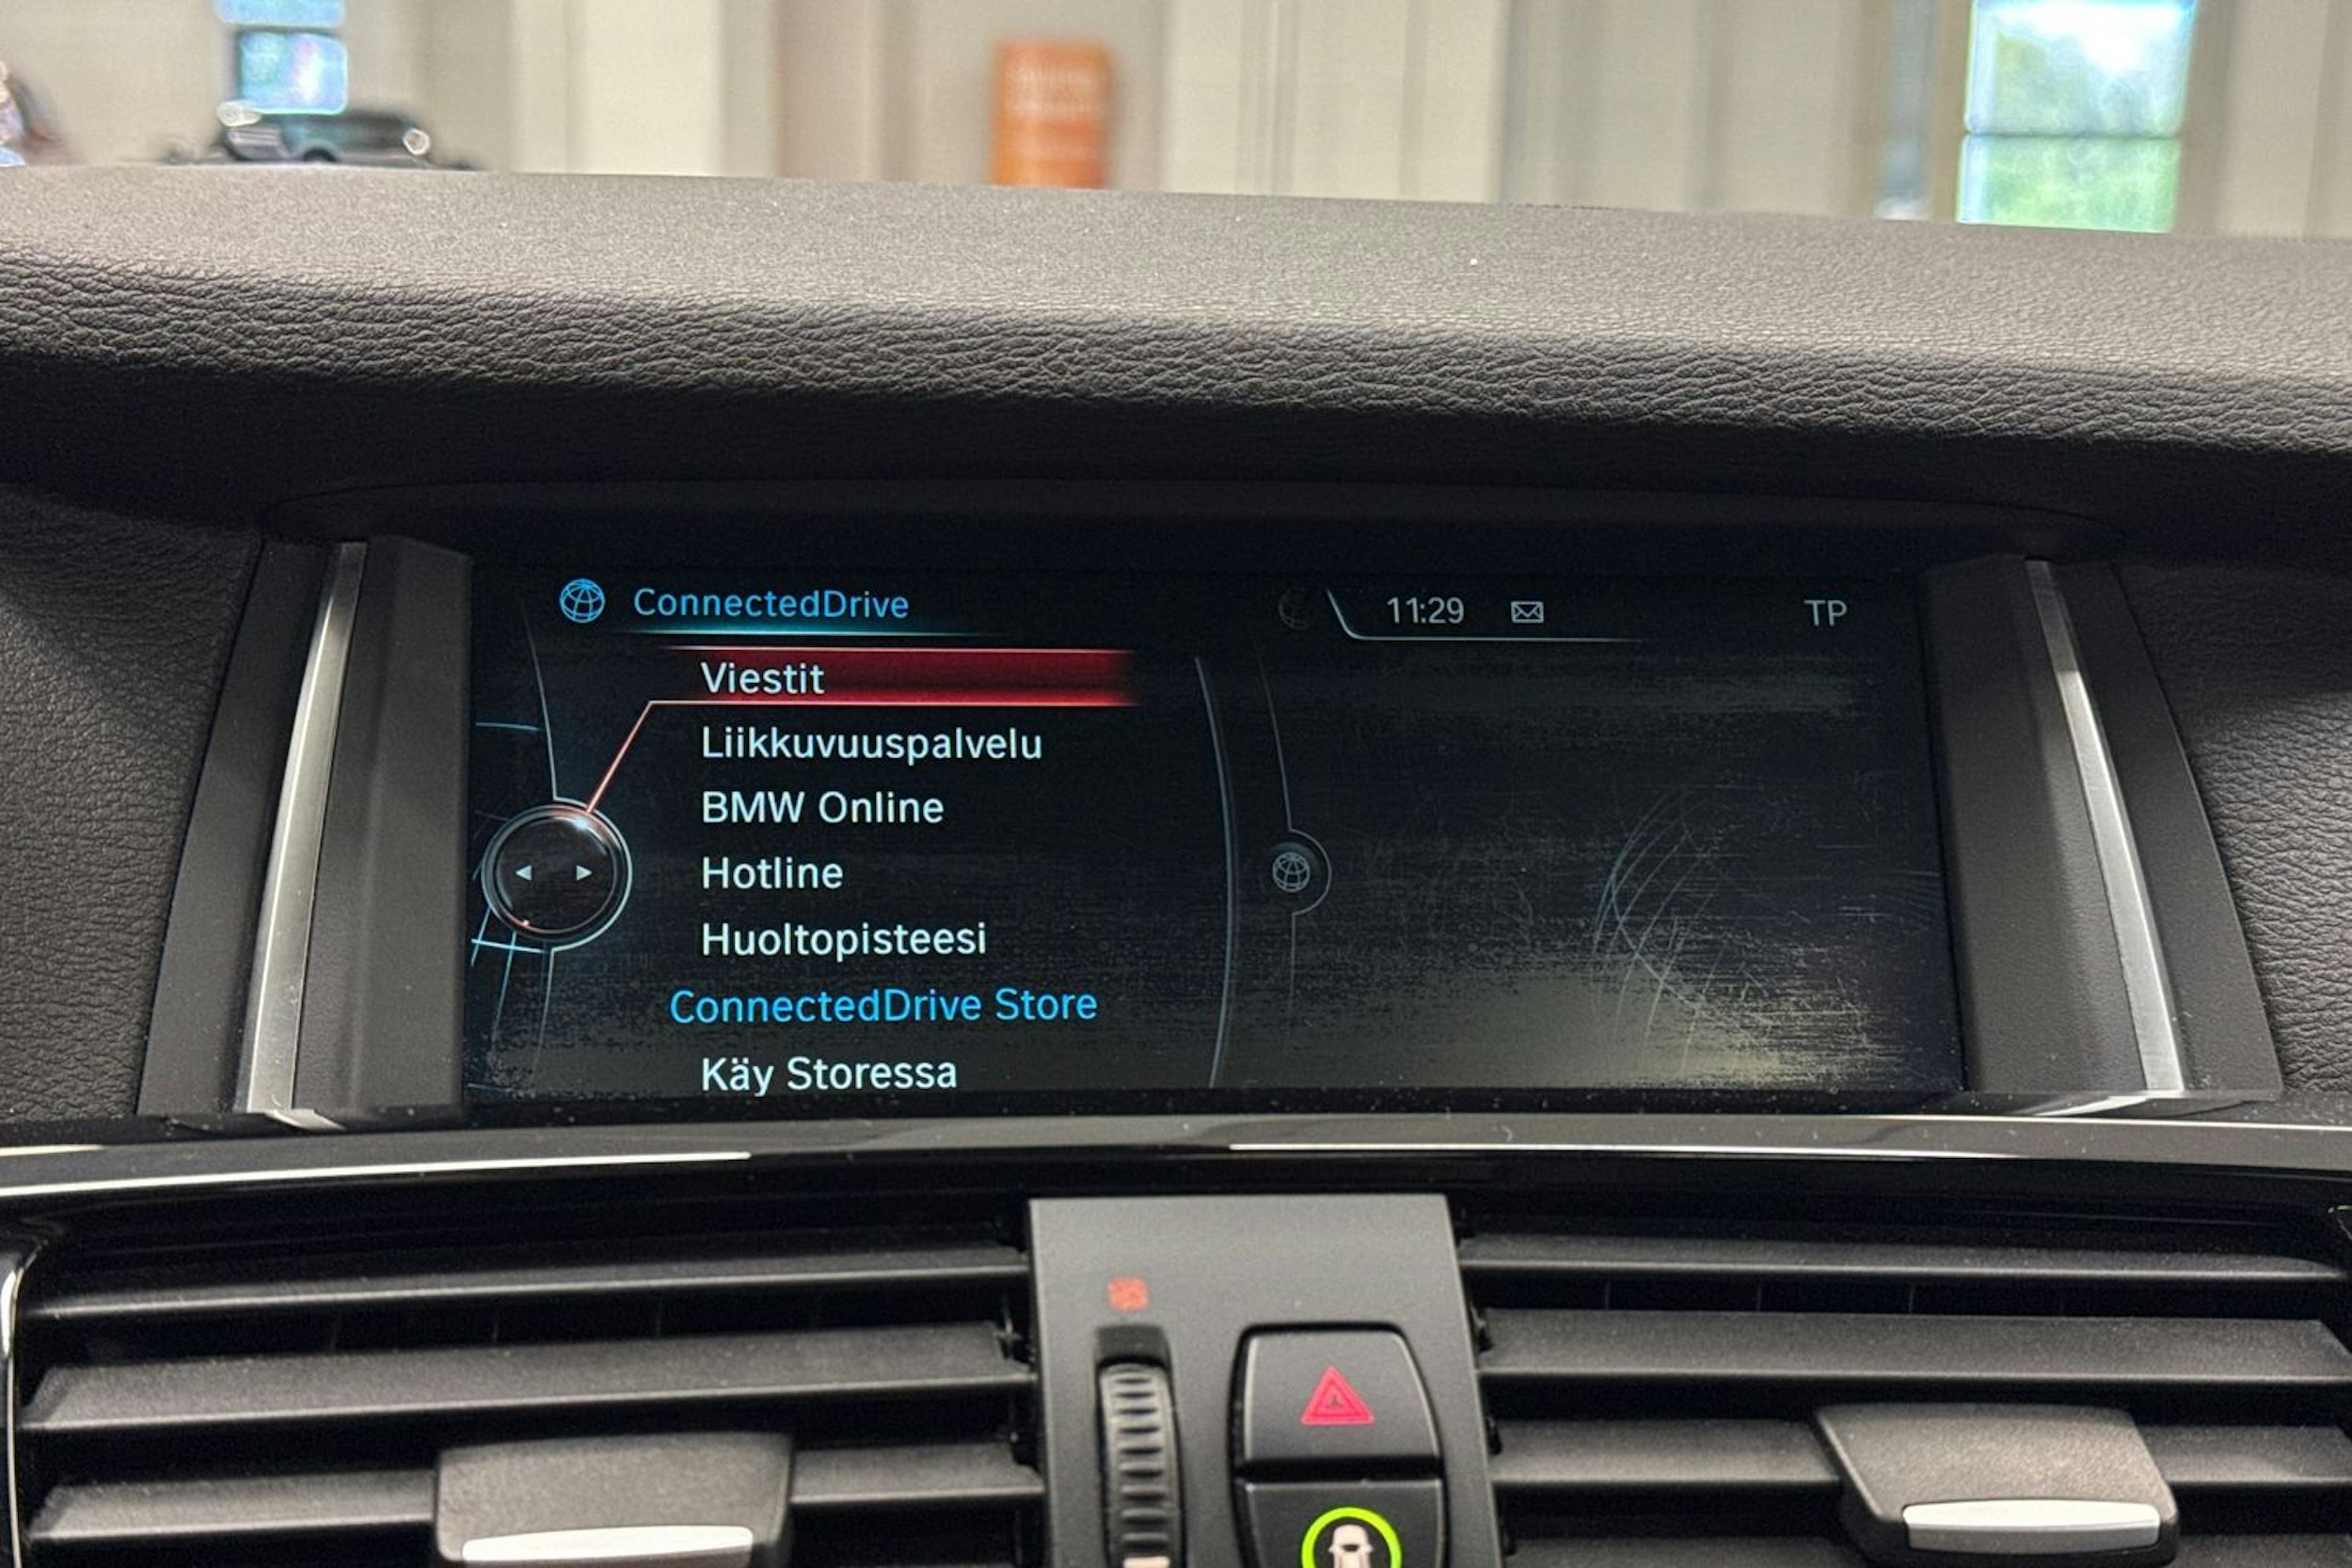 ConnectedDrive
11:29
TP
Viestit
Liikkuvuuspalvelu
BMW Online
Hotline
Huoltopisteesi
ConnectedDrive Store
Käy Storessa